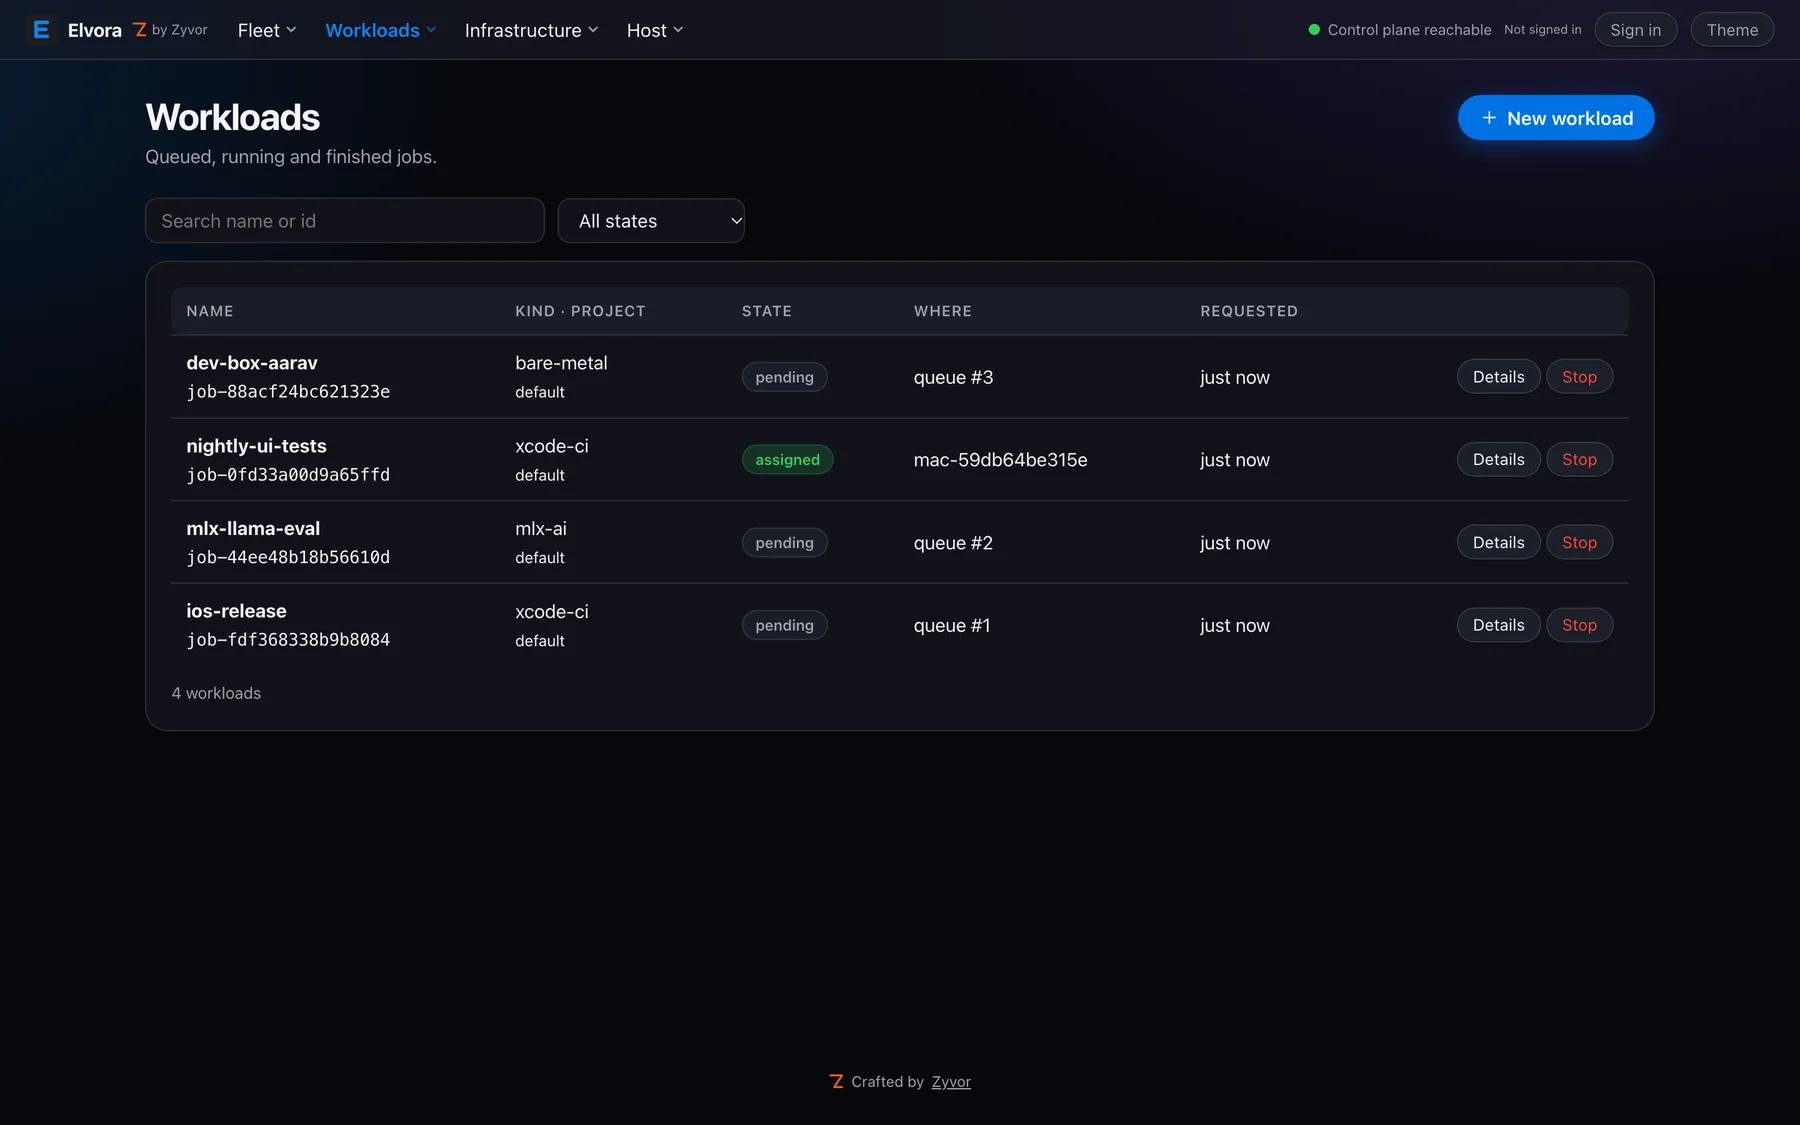 E Elvora Z by Zyvor Fleet Workloads Infrastructure Host Control plane reachable Not signed in Sign in Theme
Workloads
+ New workload
Queued, running and finished jobs.
Search name or id All states
NAME KIND · PROJECT STATE WHERE REQUESTED
dev-box-aarav bare-metal pending queue #3 just now Details Stop
job-88acf24bc621323e default
nightly-ui-tests xcode-ci assigned mac-59db64be315e just now Details Stop
job-0fd33a00d9a65ffd default
mlx-llama-eval mlx-ai pending queue #2 just now Details Stop
job-44ee48b18b56610d default
ios-release xcode-ci pending queue #1 just now Details Stop
job-fdf368338b9b8084 default
4 workloads
Z Crafted by Zyvor